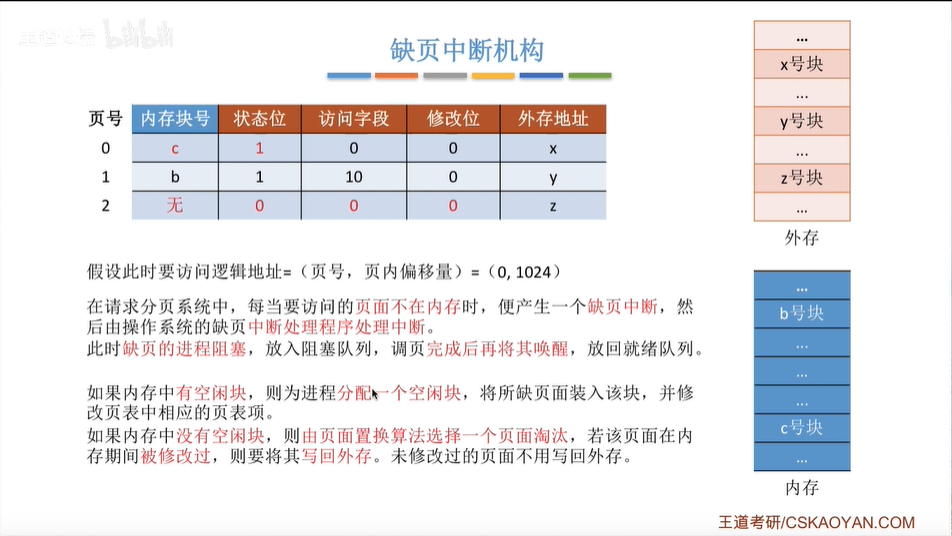 bilibili
缺页中断机构
页号 内存块号 状态位 访问字段 修改位 外存地址
0 c 1 0 0 x
1 b 1 10 0 y
2 无 0 0 0 z
假设此时要访问逻辑地址=（页号，页内偏移量）=（0, 1024）
在请求分页系统中，每当要访问的页面不在内存时，便产生一个缺页中断，然
后由操作系统的缺页中断处理程序处理中断。
此时缺页的进程阻塞，放入阻塞队列，调页完成后再将其唤醒，放回就绪队列。
如果内存中有空闲块，则为进程分配一个空闲块，将所缺页面装入该块，并修
改页表中相应的页表项。
如果内存中没有空闲块，则由页面置换算法选择一个页面淘汰，若该页面在内
存期间被修改过，则要将其写回外存。未修改过的页面不用写回外存。
...
x号块
...
y号块
...
z号块
...
外存
...
b号块
...
...
...
c号块
...
内存
王道考研/CSKAOYAN.COM